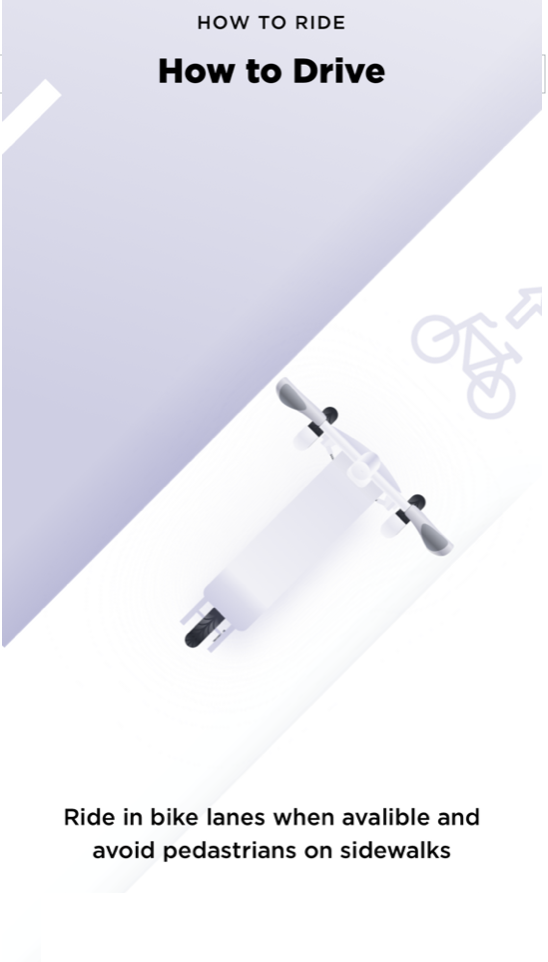 HOW TO RIDE
How to Drive
Ride in bike lanes when avalible and
avoid pedastrians on sidewalks